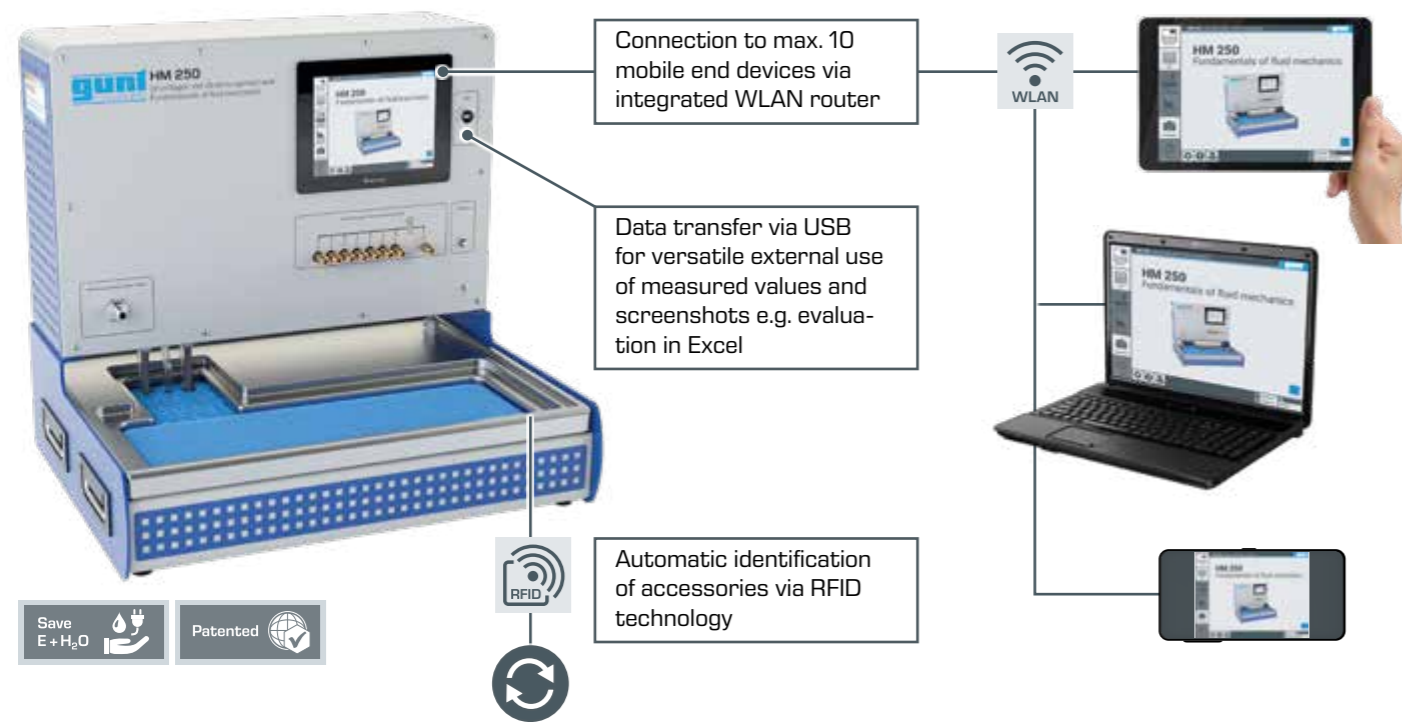 gunt
HM 250
Fundamentals of fluid mechanics
HM 250
Connection to max. 10
mobile end devices via
integrated WLAN router
WLAN
HM 250
Fundamentals of fluid mechanics
Data transfer via USB
for versatile external use
of measured values and
screenshots e.g. evalua-
tion in Excel
HM 250
Fundamentals of fluid mechanics
RFID
Automatic identification
of accessories via RFID
technology
HM 250
Save
E + H₂O
Patented